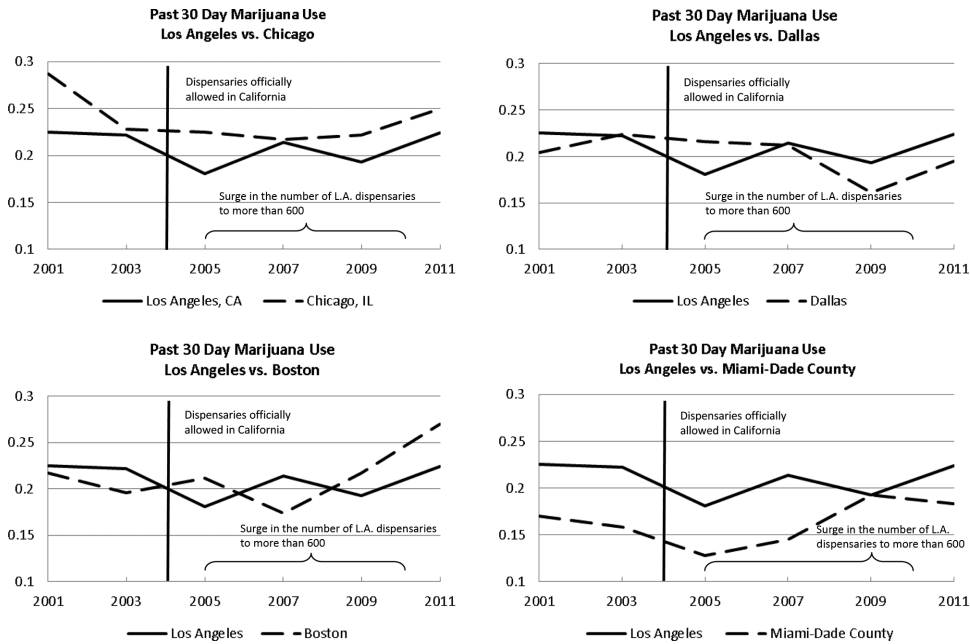 Past 30 Day Marijuana Use
Los Angeles vs. Chicago
0.3
0.25
0.2
0.15
0.1
Dispensaries officially
allowed in California
Surge in the number of L.A. dispensaries
to more than 600
2001 2003 2005 2007 2009 2011
Los Angeles, CA Chicago, IL
Past 30 Day Marijuana Use
Los Angeles vs. Dallas
0.3
0.25
0.2
0.15
0.1
Dispensaries officially
allowed in California
Surge in the number of L.A. dispensaries
to more than 600
2001 2003 2005 2007 2009 2011
Los Angeles Dallas
Past 30 Day Marijuana Use
Los Angeles vs. Boston
0.3
0.25
0.2
0.15
0.1
Dispensaries officially
allowed in California
Surge in the number of L.A. dispensaries
to more than 600
2001 2003 2005 2007 2009 2011
Los Angeles Boston
Past 30 Day Marijuana Use
Los Angeles vs. Miami-Dade County
0.3
0.25
0.2
0.15
0.1
Dispensaries officially
allowed in California
Surge in the number of L.A.
dispensaries to more than 600
2001 2003 2005 2007 2009 2011
Los Angeles Miami-Dade County